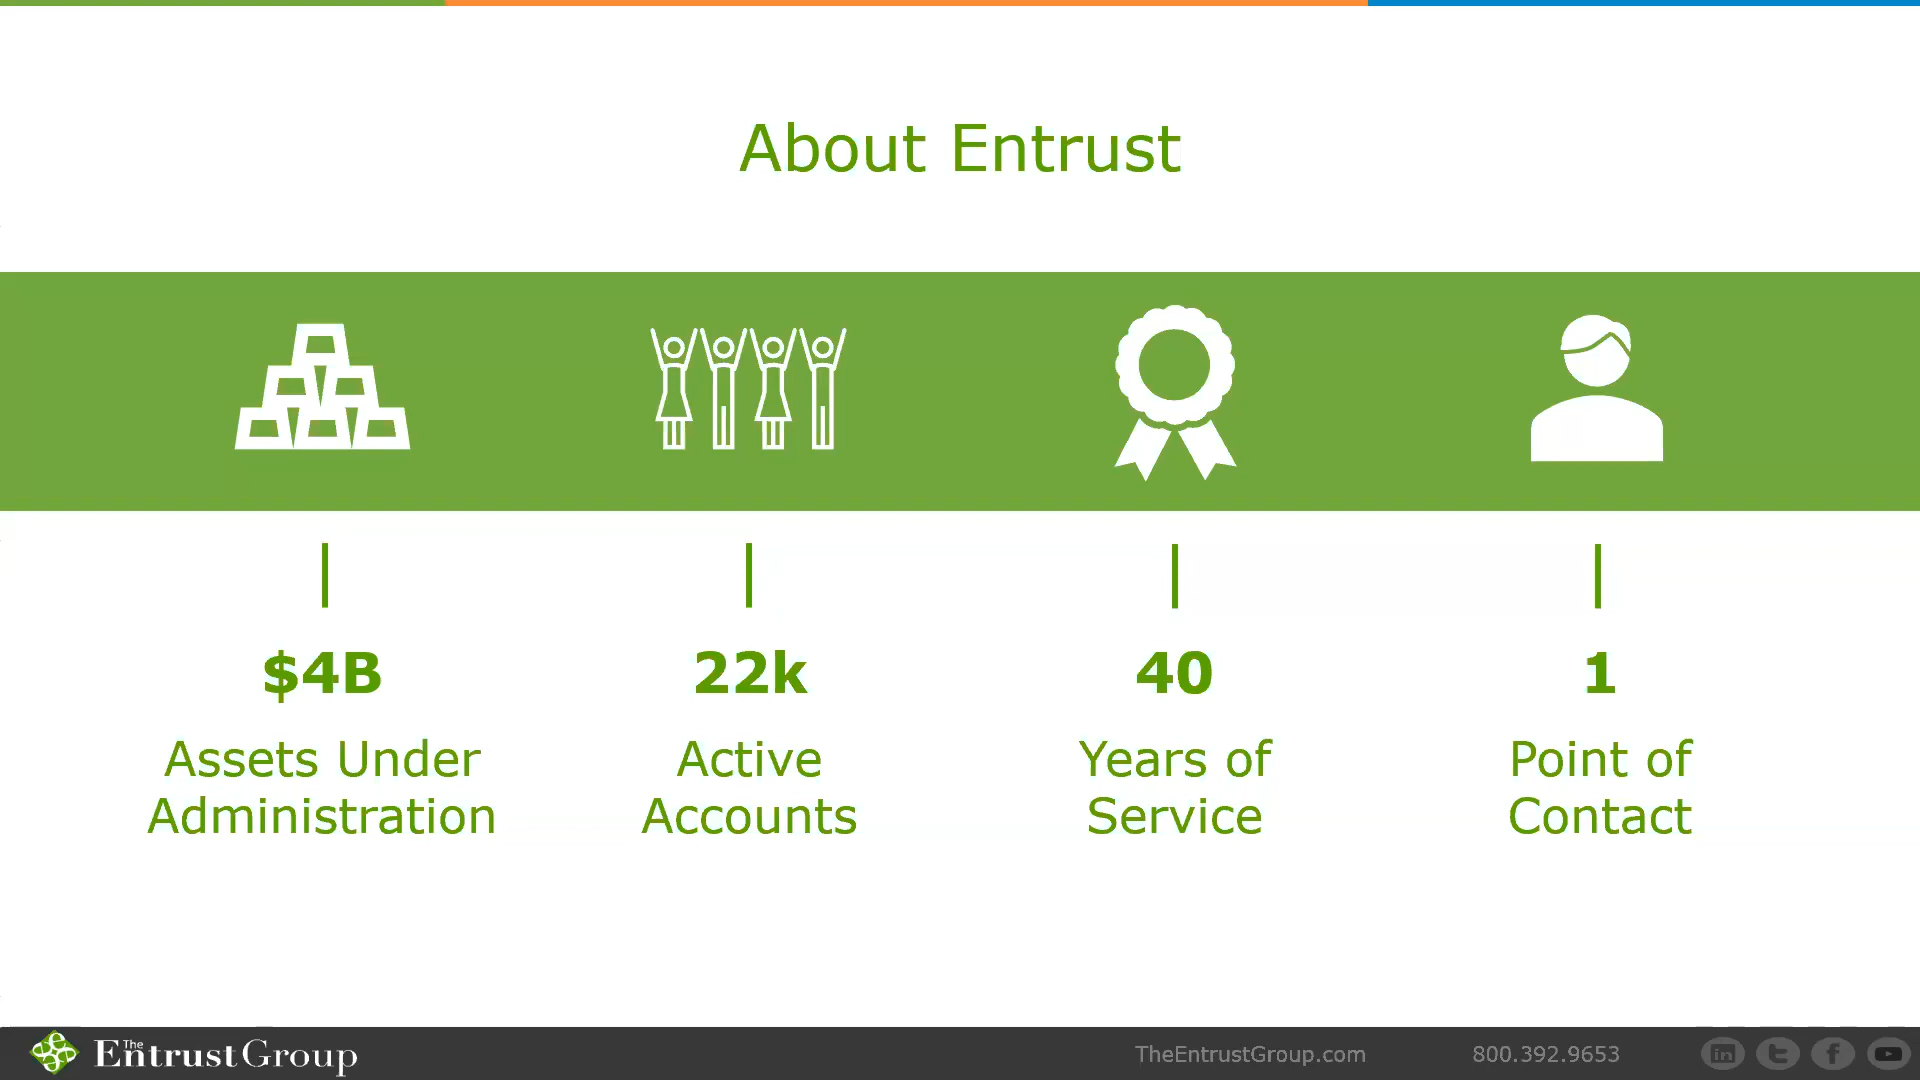 About Entrust
$4B
Assets Under
Administration
22k
Active
Accounts
40
Years of
Service
1
Point of
Contact
The EntrustGroup
TheEntrustGroup.com
800.392.9653